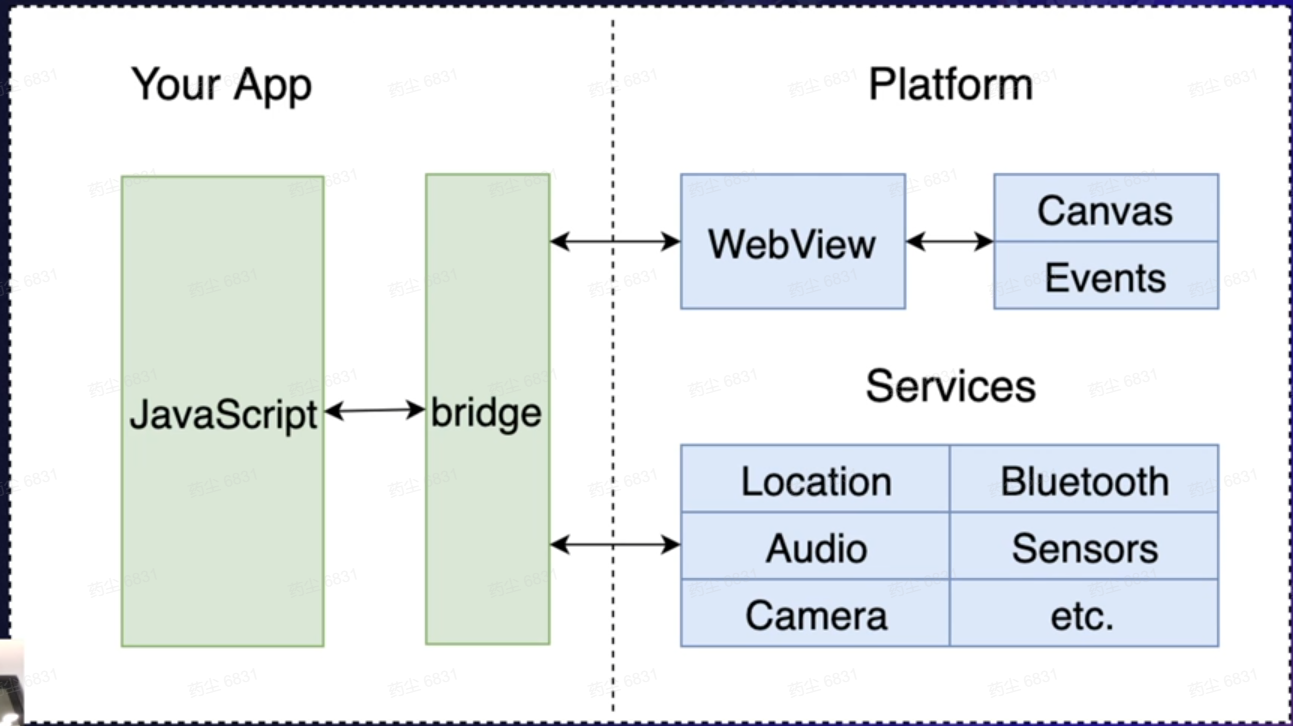 Your App
Platform
JavaScript
bridge
WebView
Canvas
Events
Services
Location
Bluetooth
Audio
Sensors
Camera
etc.
药尘 6831